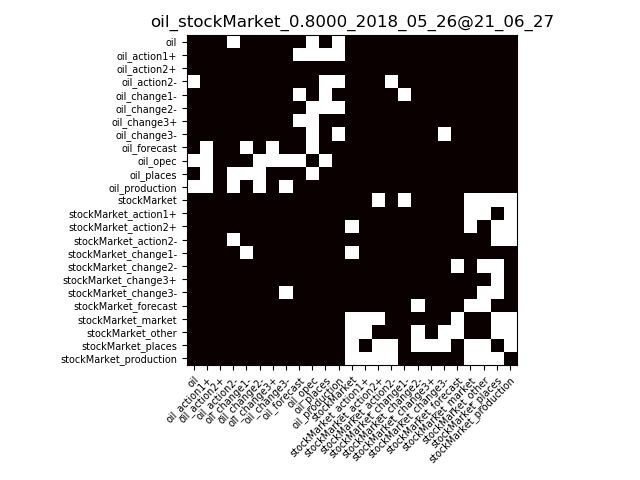 oil_stockMarket_0.8000_2018_05_26@21_06_27
oil
oil_action1+
oil_action2+
oil_action2-
oil_change1-
oil_change2-
oil_change3+
oil_change3-
oil_forecast
oil_opec
oil_places
oil_production
stockMarket
stockMarket_action1+
stockMarket_action2+
stockMarket_action2-
stockMarket_change1-
stockMarket_change2-
stockMarket_change3+
stockMarket_change3-
stockMarket_forecast
stockMarket_market
stockMarket_other
stockMarket_places
stockMarket_production
oil
oil_action1+
oil_action2+
oil_action2-
oil_change1-
oil_change2-
oil_change3+
oil_change3-
oil_forecast
oil_opec
oil_places
oil_production
stockMarket
stockMarket_action1+
stockMarket_action2+
stockMarket_action2-
stockMarket_change1-
stockMarket_change2-
stockMarket_change3+
stockMarket_change3-
stockMarket_forecast
stockMarket_market
stockMarket_other
stockMarket_places
stockMarket_production